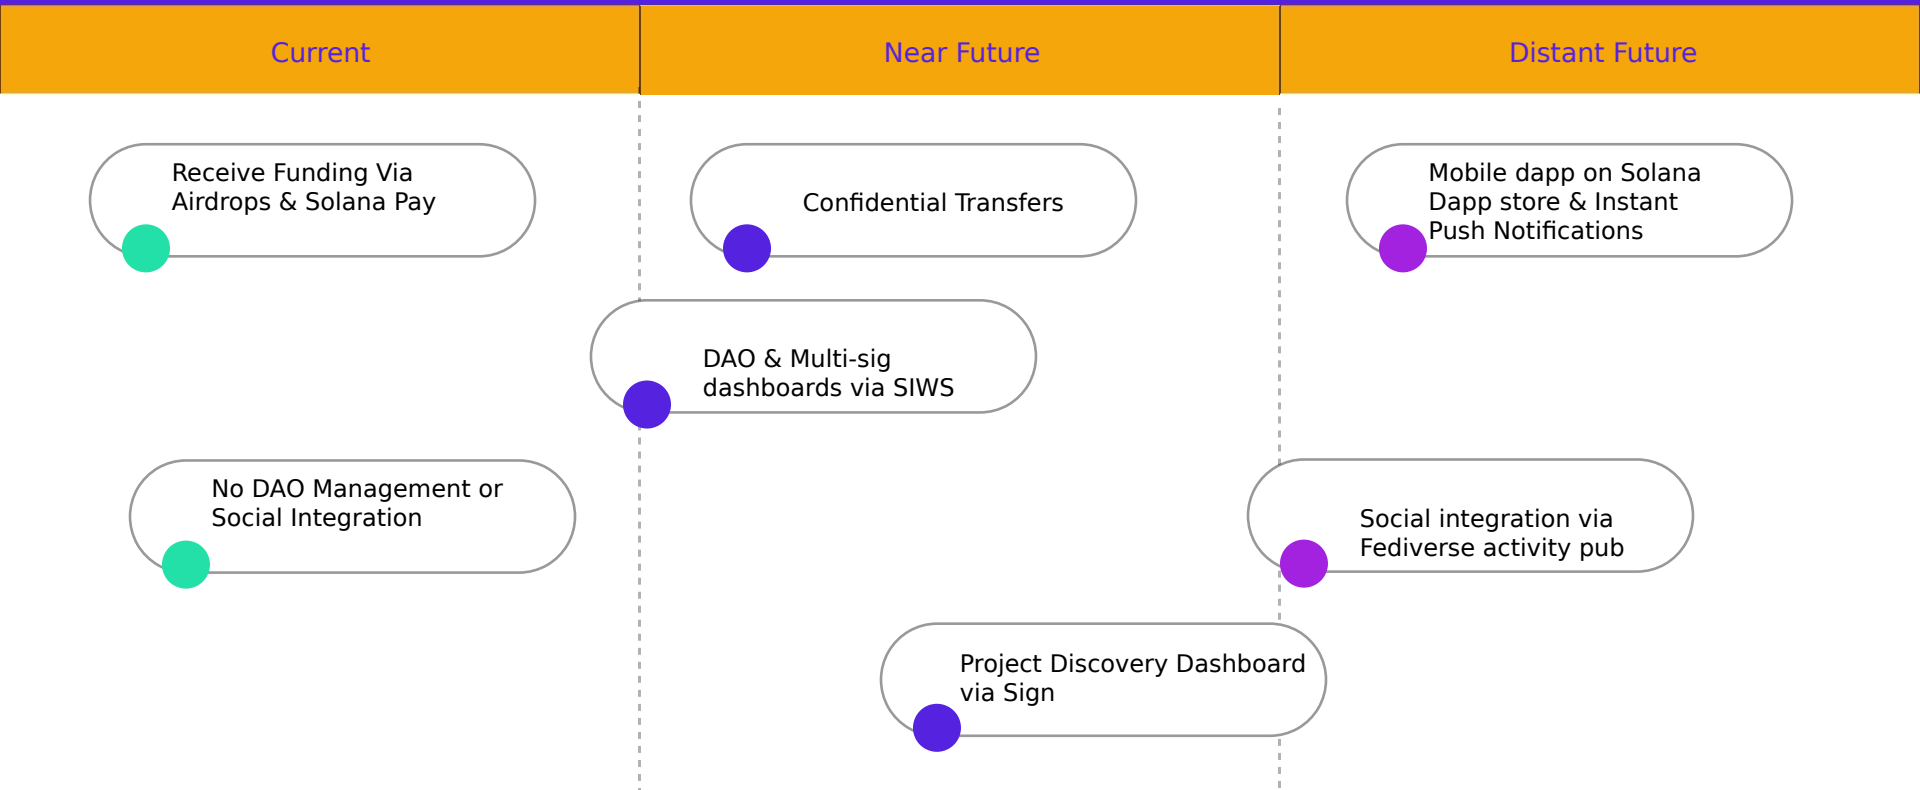 Current
Near Future
Distant Future
Receive Funding Via
Airdrops & Solana Pay
Confidential Transfers
Mobile dapp on Solana
Dapp store & Instant
Push Notifications
DAO & Multi-sig
dashboards via SIWS
No DAO Management or
Social Integration
Social integration via
Fediverse activity pub
Project Discovery Dashboard
via Sign